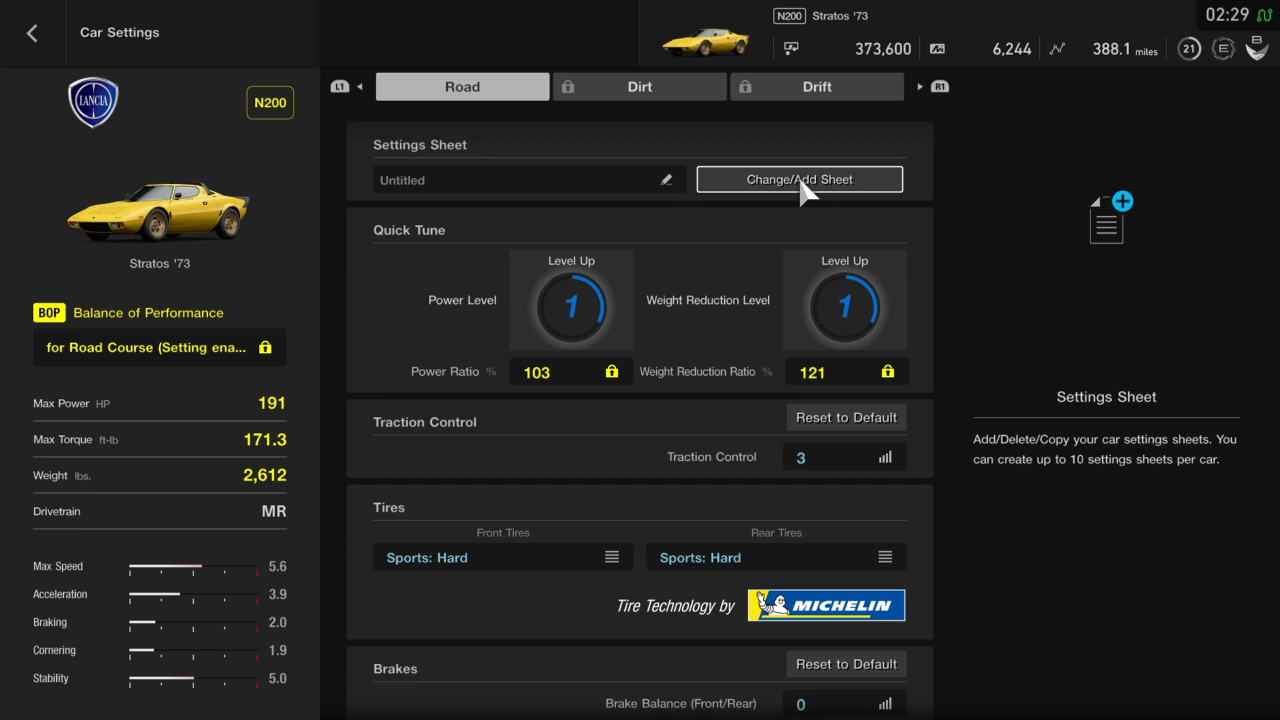 Car Settings
N200 Stratos '73
373,600
6,244
388.1 miles
21
E
B
02:29
LANCIA
N200
Stratos '73
BOP Balance of Performance
for Road Course (Setting ena...
Max Power HP 191
Max Torque ft-lb 171.3
Weight lbs. 2,612
Drivetrain MR
Max Speed 5.6
Acceleration 3.9
Braking 2.0
Cornering 1.9
Stability 5.0
L1 Road Dirt Drift R1
Settings Sheet
Untitled Change/Add Sheet
Quick Tune
Level Up Level Up
Power Level 1 Weight Reduction Level 1
Power Ratio % 103 Weight Reduction Ratio % 121
Traction Control Reset to Default
Traction Control 3
Tires
Front Tires Rear Tires
Sports: Hard Sports: Hard
Tire Technology by MICHELIN
Brakes Reset to Default
Brake Balance (Front/Rear) 0
Settings Sheet
Add/Delete/Copy your car settings sheets. You
can create up to 10 settings sheets per car.